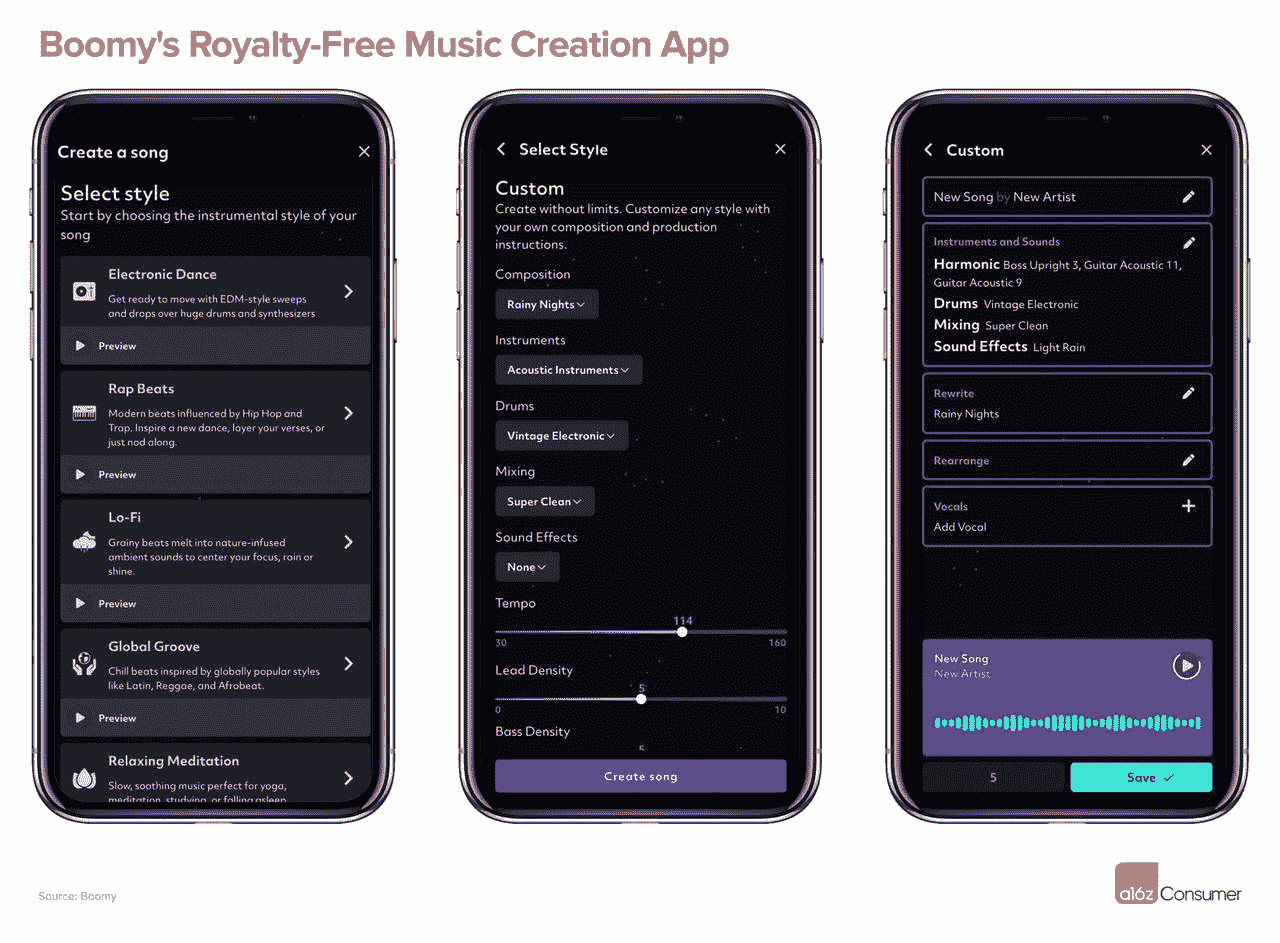 Boomy's Royalty-Free Music Creation App
Create a song
Select style
Start by choosing the instrumental style of your
song
Electronic Dance
Get ready to move with EDM-style sweeps
and drops over huge drums and synthesizers
Preview
Rap Beats
Modern beats influenced by Hip Hop and
Trap. Inspire a new dance, layer your verses, or
just nod along.
Preview
Lo-Fi
Grainy beats melt into nature-infused
ambient sounds to center your focus, rain or
shine.
Preview
Global Groove
Chill beats inspired by globally popular styles
like Latin, Reggae, and Afrobeat.
Preview
Relaxing Meditation
Slow, soothing music perfect for yoga,
meditation, studying, or falling asleep
Select Style
Custom
Create without limits. Customize any style with
your own composition and production
instructions.
Composition
Rainy Nights
Instruments
Acoustic Instruments
Drums
Vintage Electronic
Mixing
Super Clean
Sound Effects
None
Tempo
114
30 160
Lead Density
5
0 10
Bass Density
5
Create song
Custom
New Song by New Artist
Instruments and Sounds
Harmonic Bass Upright 3, Guitar Acoustic 11,
Guitar Acoustic 9
Drums Vintage Electronic
Mixing Super Clean
Sound Effects Light Rain
Rewrite
Rainy Nights
Rearrange
Vocals
Add Vocal
New Song
New Artist
5 Save
Source: Boomy
a16z Consumer